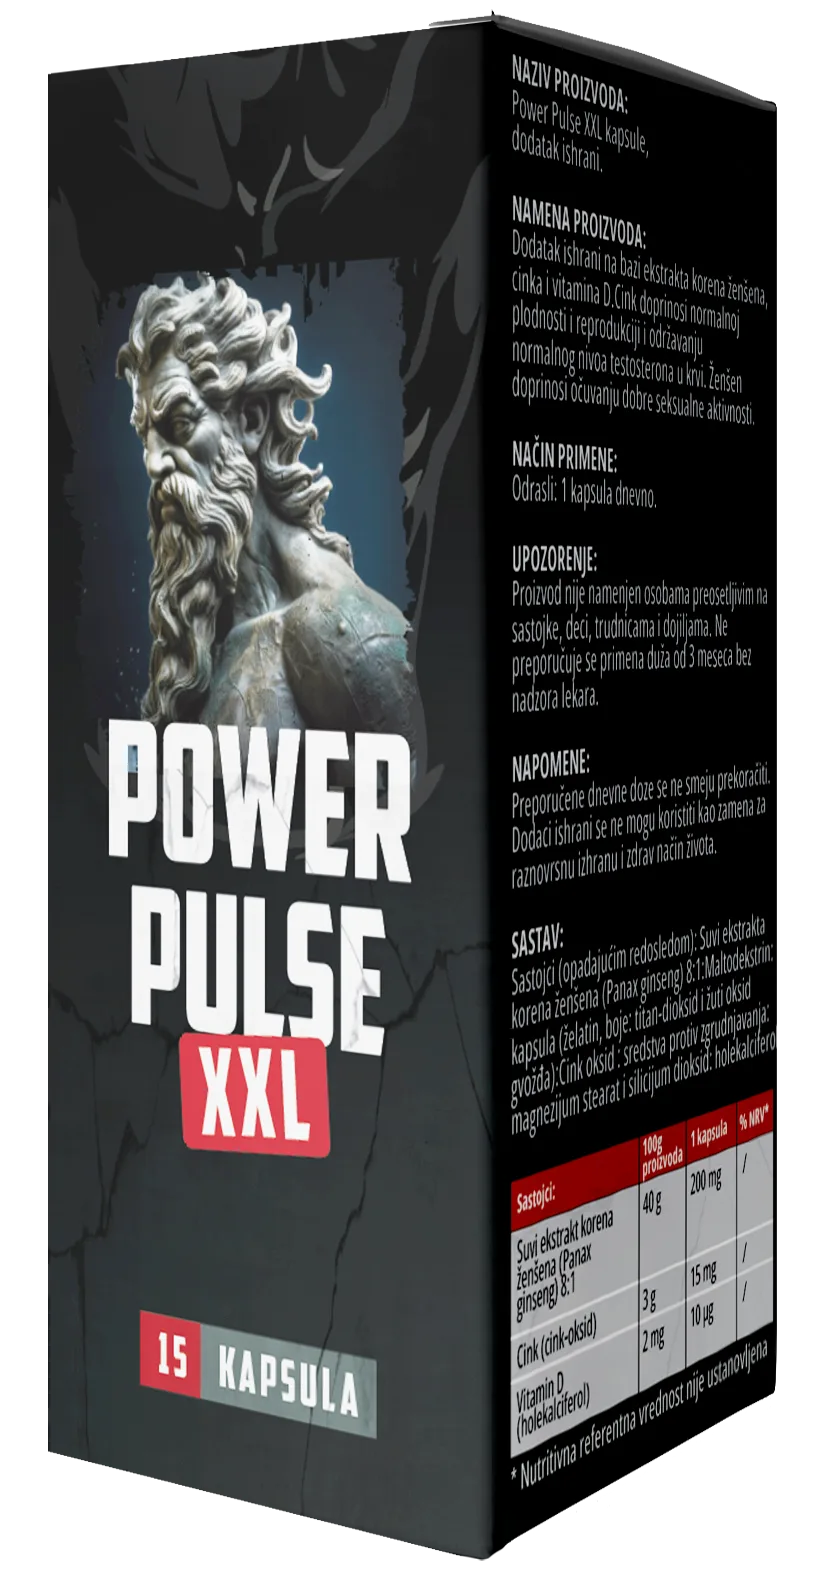 POWER
PULSE
XXL
15 KAPSULA
NAZIV PROIZVODA:
Power Pulse XXL kapsule,
dodatak ishrani.
NAMENA PROIZVODA:
Dodatak ishrani na bazi ekstrakta korena ženšena,
cinka i vitamina D.Cink doprinosi normalnoj
plodnosti i reprodukciji i održavanju
normalnog nivoa testosterona u krvi. Ženšen
doprinosi očuvanju dobre seksualne aktivnosti.
NAČIN PRIMENE:
Odrasli: 1 kapsula dnevno.
UPOZORENJE:
Proizvod nije namenjen osobama preosetljivim na
sastojke, deci, trudnicama i dojiljama. Ne
preporučuje se primena duža od 3 meseca bez
nadzora lekara.
NAPOMENE:
Preporučene dnevne doze se ne smeju prekoračiti.
Dodaci ishrani se ne mogu koristiti kao zamena za
raznovrsnu izhranu i zdrav način života.
SASTAV:
Sastojci (opadajućim redosledom): Suvi ekstrakta
korena ženšena (Panax ginseng) 8:1:Maltodekstrin:
kapsula (želatin, boje: titan-dioksid i žuti oksid
gvožđa):Cink oksid : sredstva protiv zgrudnjavanja:
magnezijum stearat i silicijum dioksid: holekalcifero
Sastojci: 100g proizvoda 1 kapsula % NRV*
Suvi ekstrakt korena ženšena (Panax ginseng) 8:1 40 g 200 mg /
Cink (cink-oksid) 3 g 15 mg /
Vitamin D (holekalciferol) 2 mg 10 µg /
* Nutritivna referentna vrednost nije ustanovljena